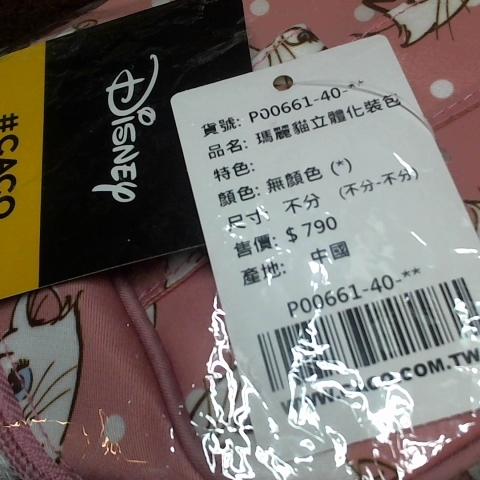 #CACO
Disney
貨號: P00661-40-**
品名: 瑪麗貓立體化裝包
特色:
顏色: 無顏色 (*)
尺寸: 不分 (不分-不分)
售價: $790
產地: 中國
P00661-40-**
WWW.CACO.COM.TW